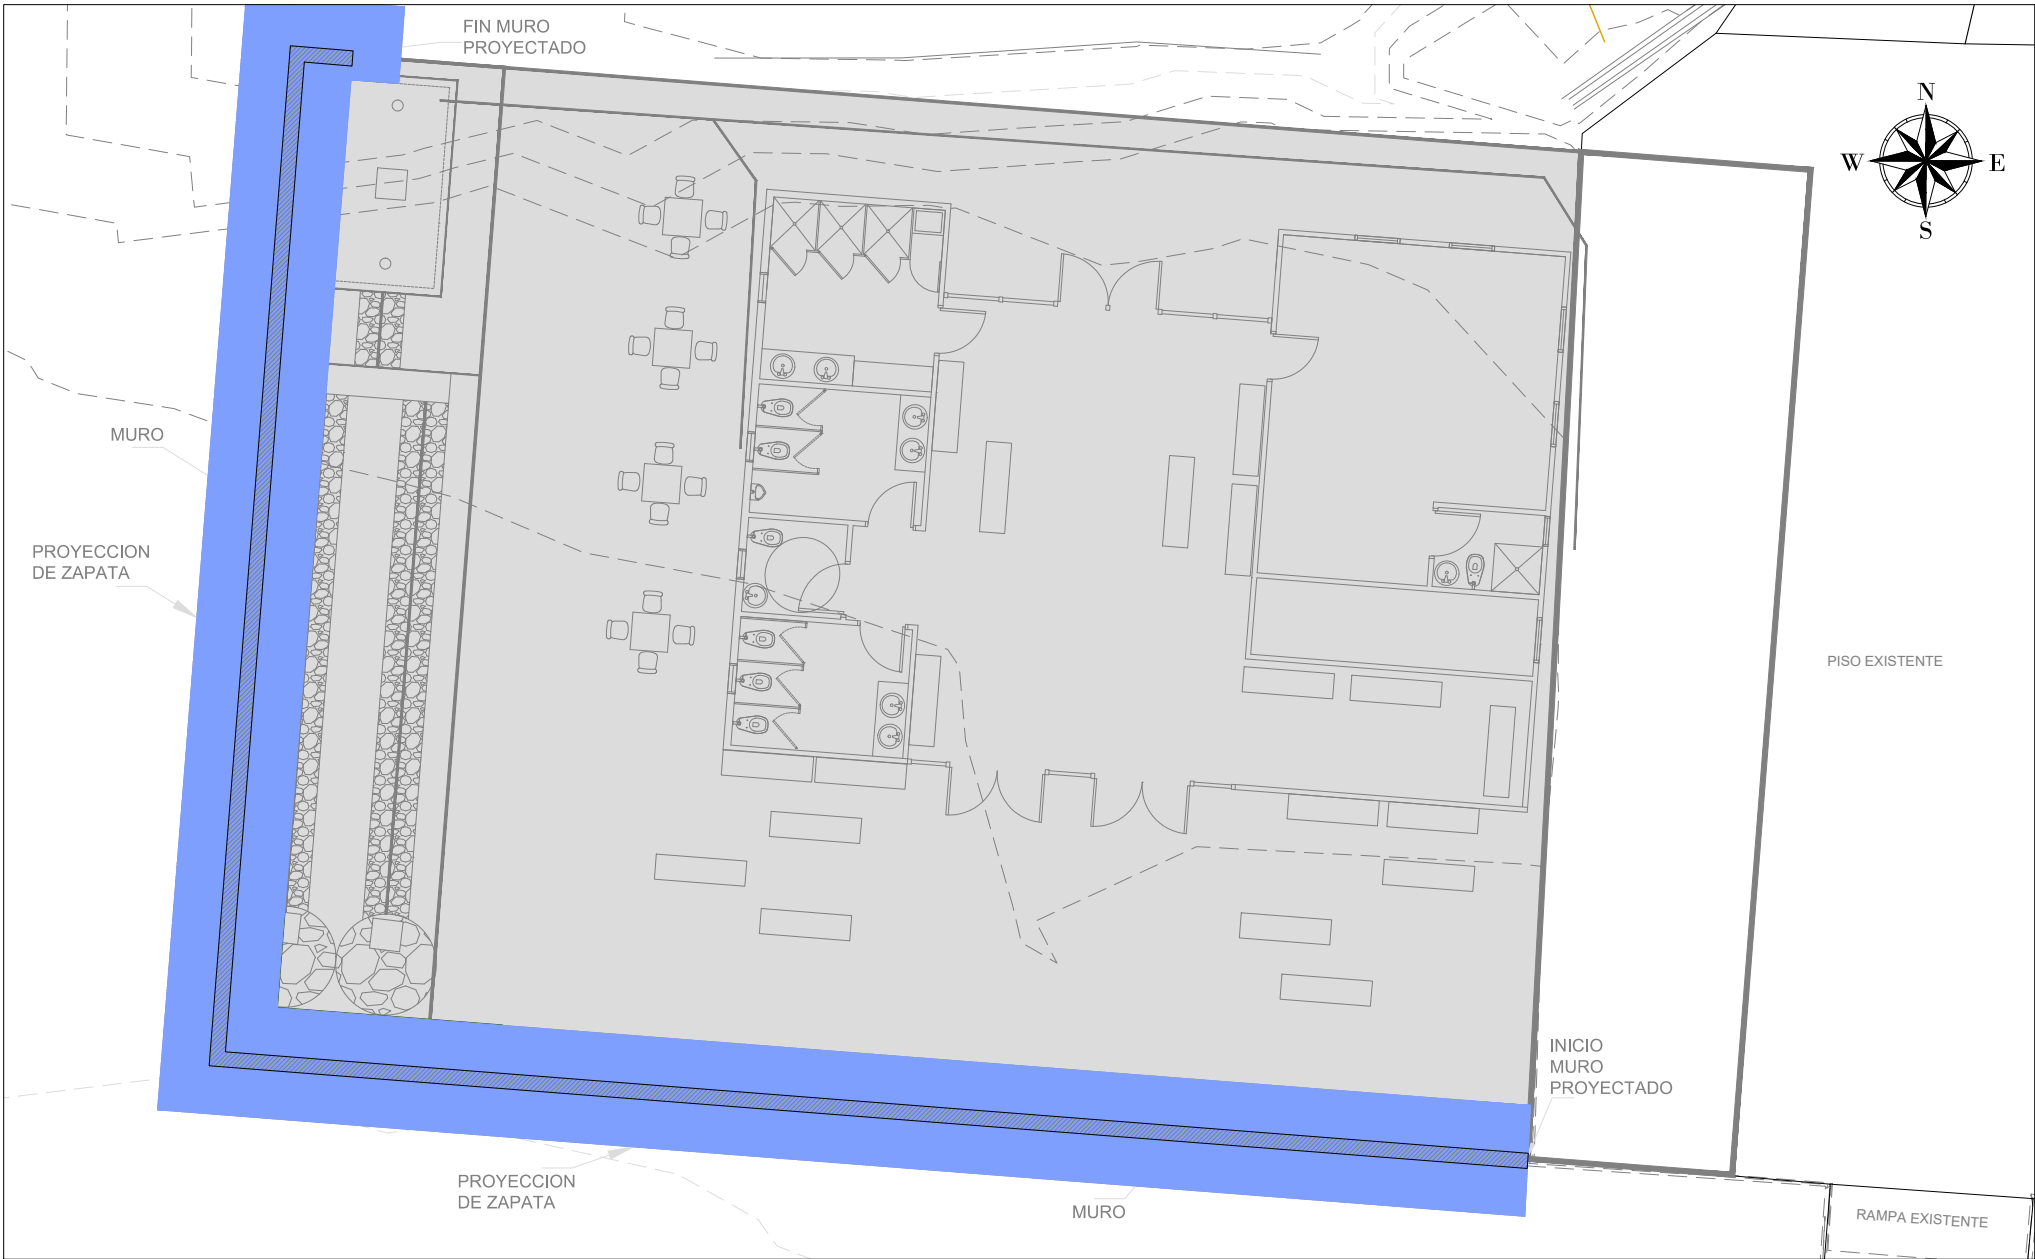 FIN MURO
PROYECTADO
N
W
E
S
MURO
PROYECCION
DE ZAPATA
PISO EXISTENTE
INICIO
MURO
PROYECTADO
PROYECCION
DE ZAPATA
MURO
RAMPA EXISTENTE